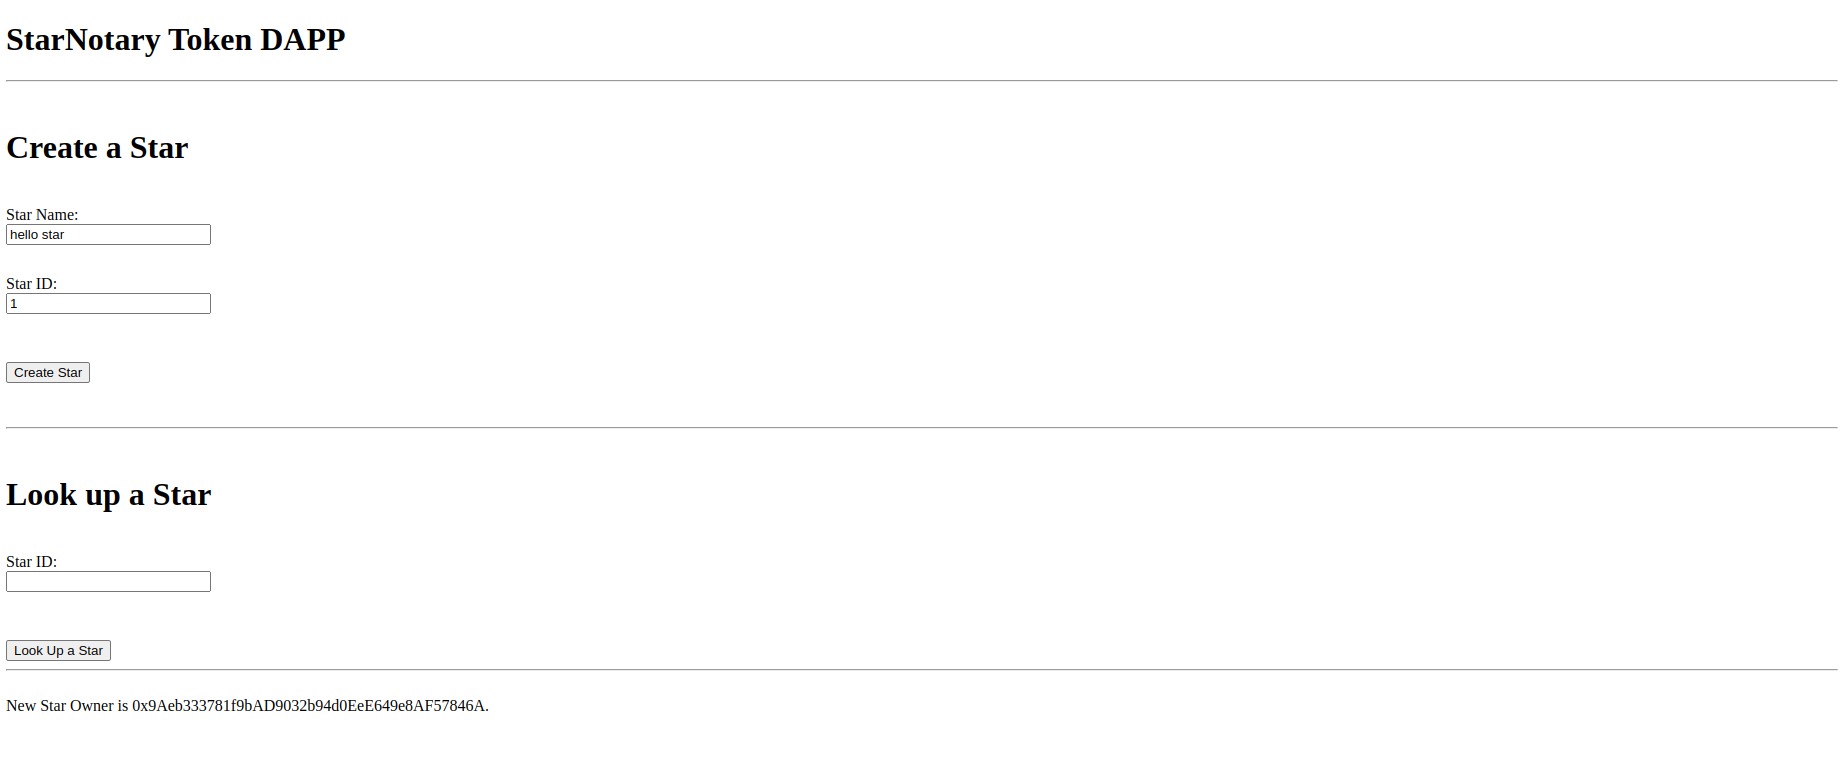 StarNotary Token DAPP
Create a Star
Star Name:
hello star
Star ID:
1
Create Star
Look up a Star
Star ID:
Look Up a Star
New Star Owner is 0x9Aeb333781f9bAD9032b94d0EeE649e8AF57846A.